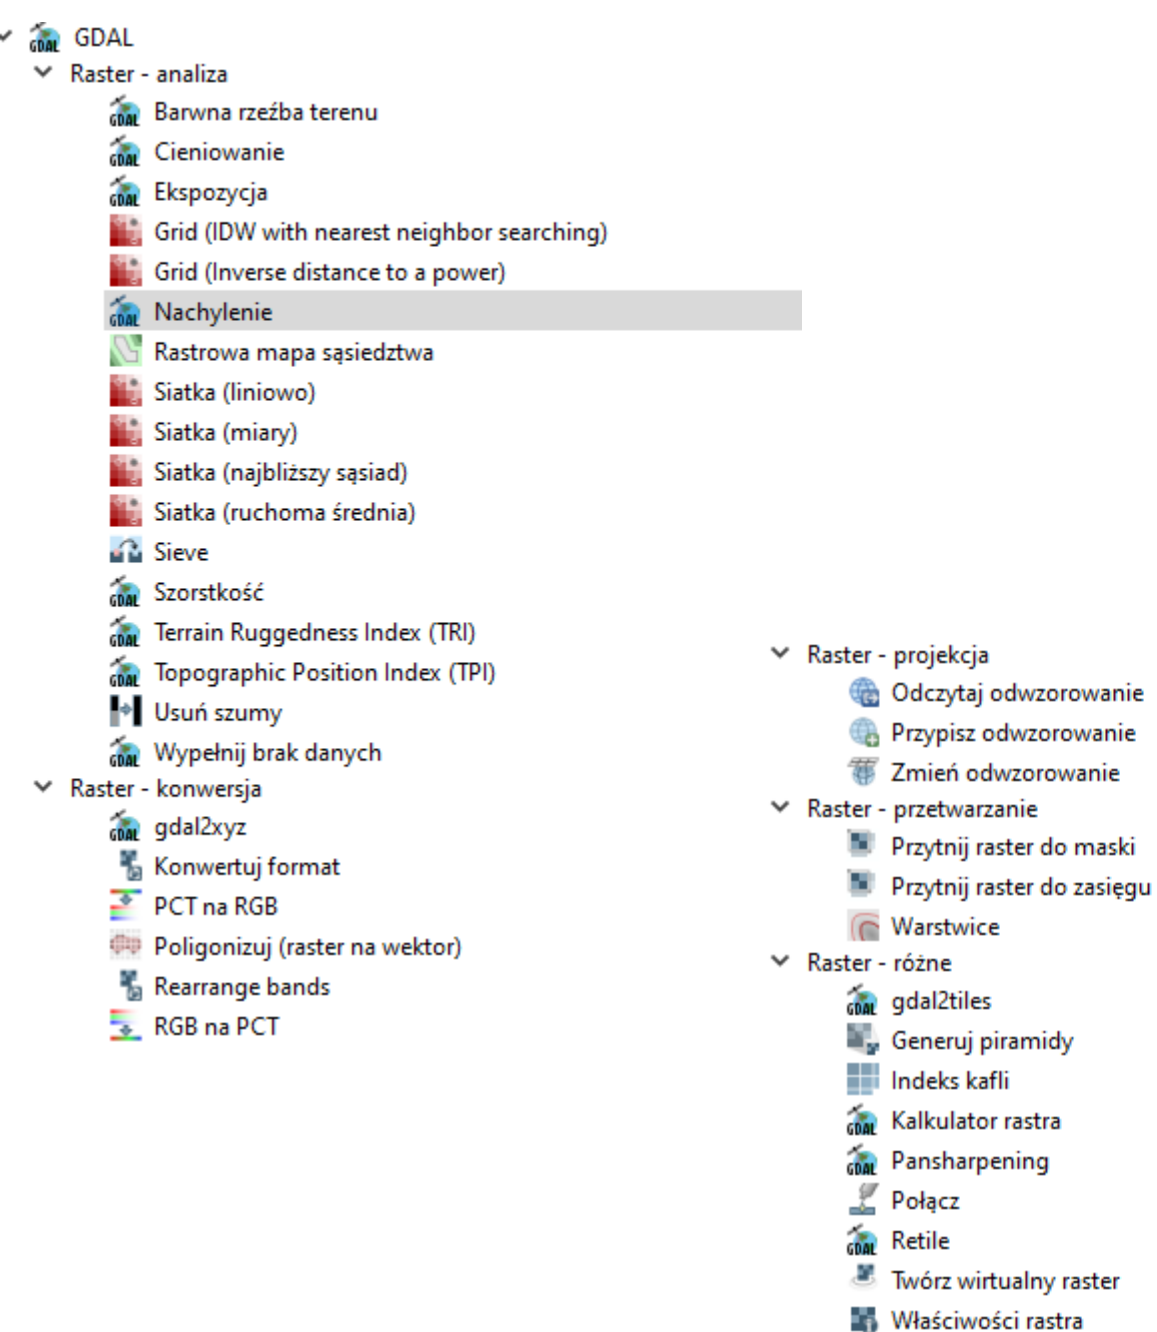 GDAL
Raster - analiza
Barwna rzeźba terenu
Cieniowanie
Ekspozycja
Grid (IDW with nearest neighbor searching)
Grid (Inverse distance to a power)
Nachylenie
Rastrowa mapa sąsiedztwa
Siatka (liniowo)
Siatka (miary)
Siatka (najbliższy sąsiad)
Siatka (ruchoma średnia)
Sieve
Szorstkość
Terrain Ruggedness Index (TRI)
Topographic Position Index (TPI)
Usuń szumy
Wypełnij brak danych
Raster - konwersja
gdal2xyz
Konwertuj format
PCT na RGB
Poligonizuj (raster na wektor)
Rearrange bands
RGB na PCT
Raster - projekcja
Odczytaj odwzorowanie
Przypisz odwzorowanie
Zmień odwzorowanie
Raster - przetwarzanie
Przytnij raster do maski
Przytnij raster do zasięgu
Warstwice
Raster - różne
gdal2tiles
Generuj piramidy
Indeks kafli
Kalkulator rastra
Pansharpening
Połącz
Retile
Twórz wirtualny raster
Właściwości rastra